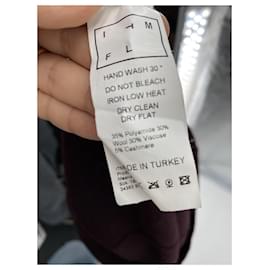 I H M
F L
HAND WASH 30°
DO NOT BLEACH
IRON LOW HEAT
DRY CLEAN
DRY FLAT
35% Polyamide 30%
Wool 30% Viscose
5% Cashmere
MADE IN TURKEY